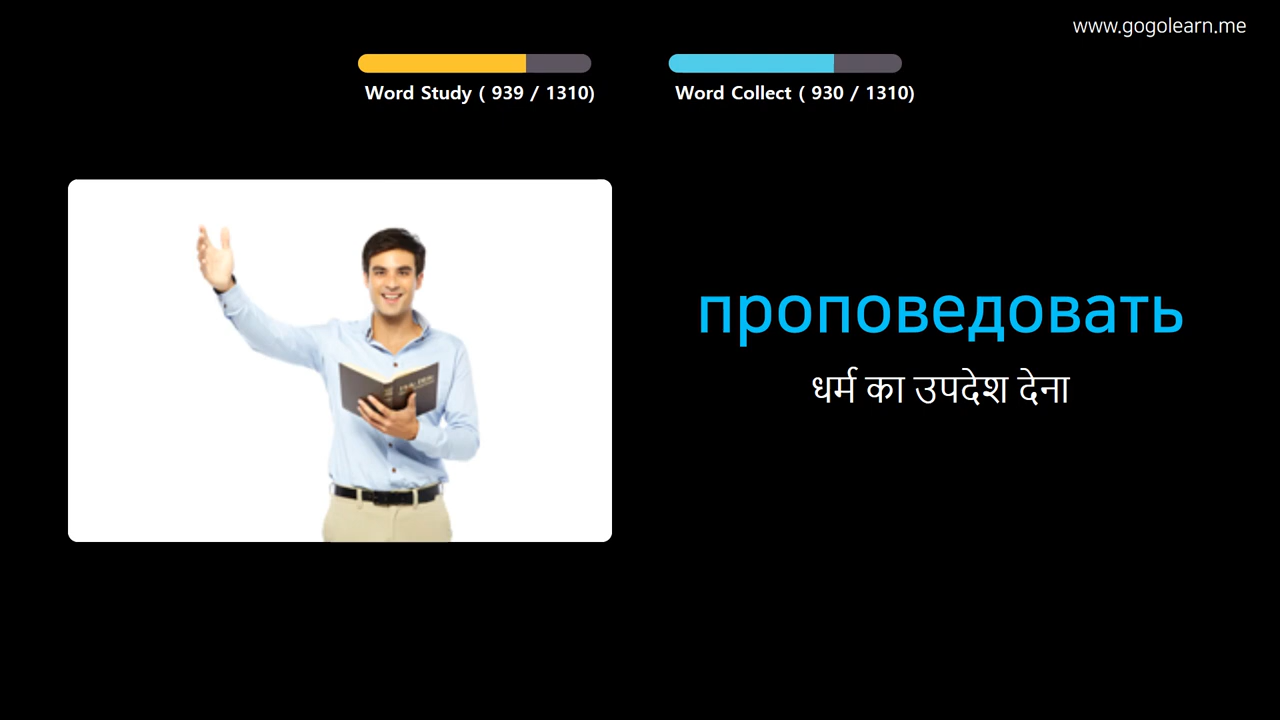 www.gogolearn.me
Word Study ( 939 / 1310)
Word Collect ( 930 / 1310)
проповедовать
धर्म का उपदेश देना